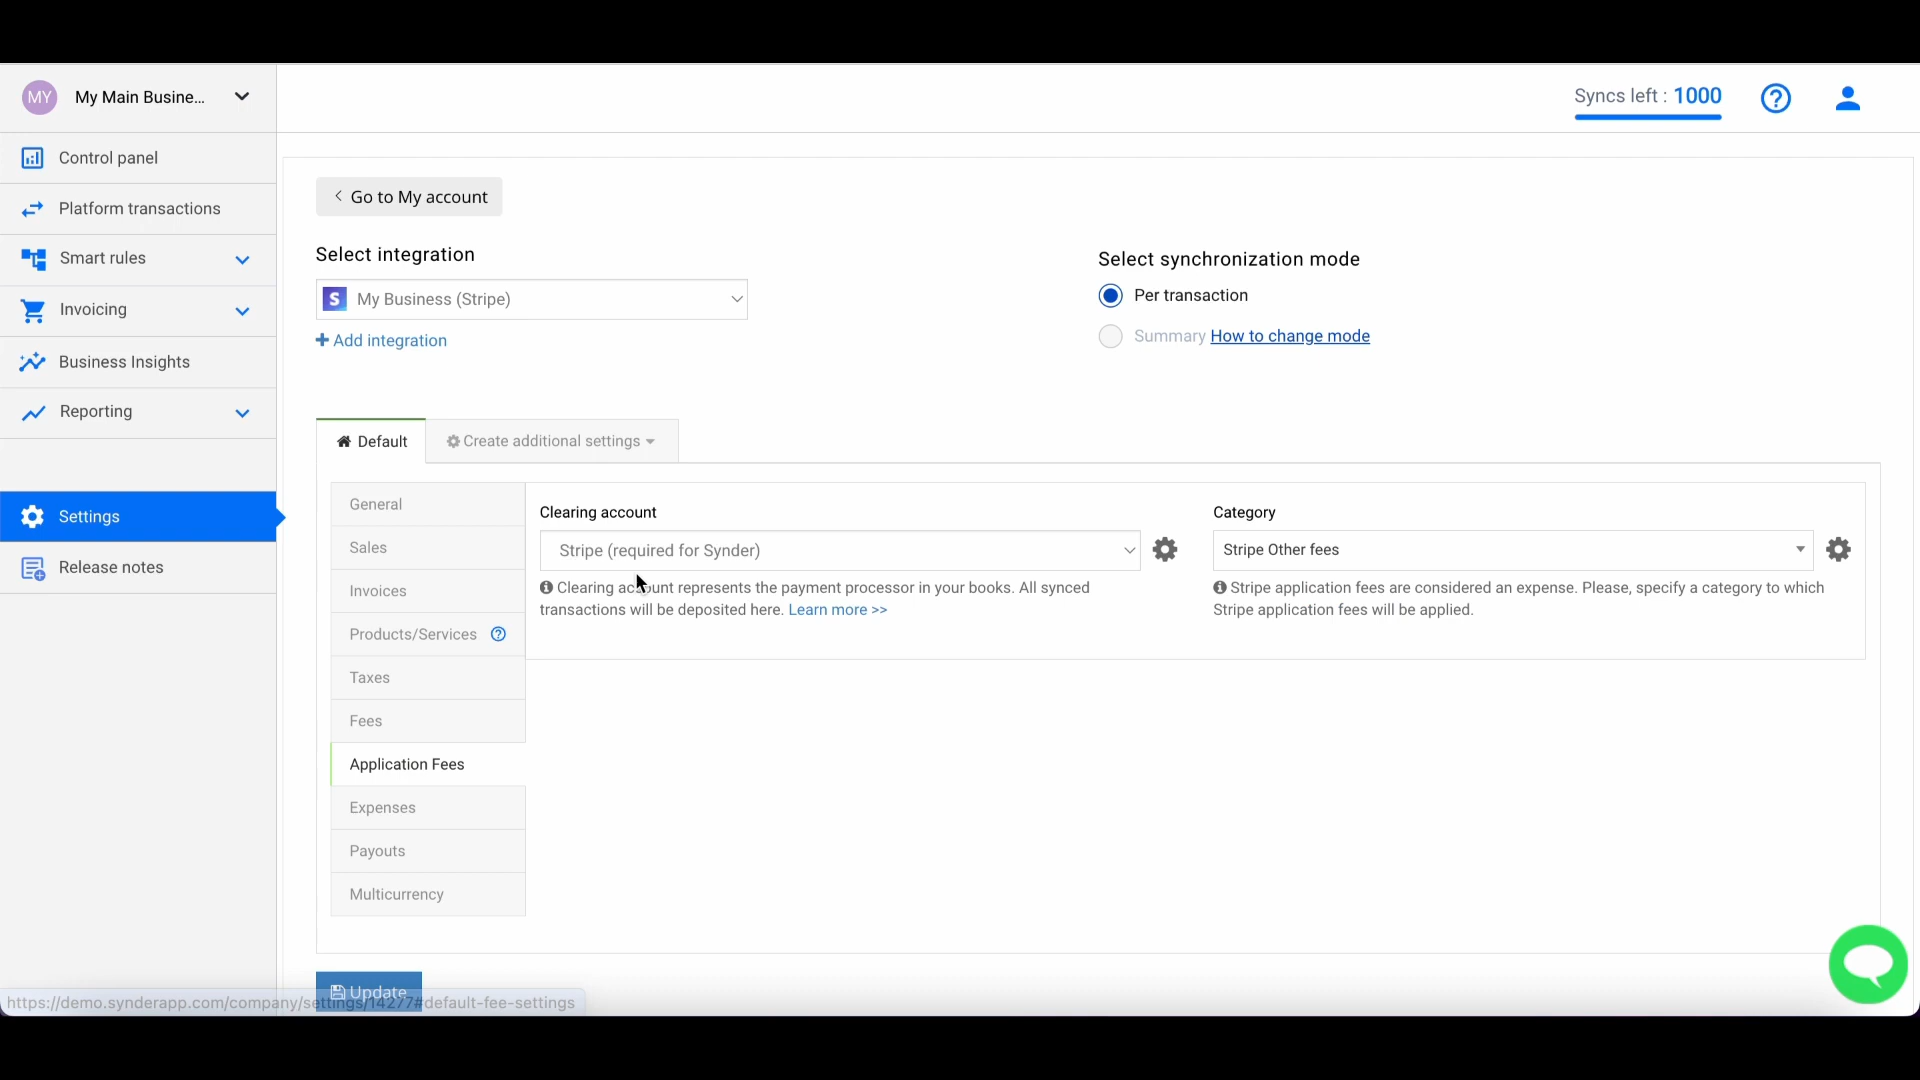 MY My Main Busine...
Syncs left : 1000
Control panel
Platform transactions
Smart rules
Invoicing
Business Insights
Reporting
Settings
Release notes
Go to My account
Select integration
S My Business (Stripe)
Add integration
Select synchronization mode
Per transaction
Summary How to change mode
Default
Create additional settings
General
Sales
Invoices
Products/Services
Taxes
Fees
Application Fees
Expenses
Payouts
Multicurrency
Clearing account
Stripe (required for Synder)
Clearing account represents the payment processor in your books. All synced
transactions will be deposited here. Learn more >>
Category
Stripe Other fees
Stripe application fees are considered an expense. Please, specify a category to which
Stripe application fees will be applied.
Update
https://demo.synderapp.com/company/settings/14277#default-fee-settings